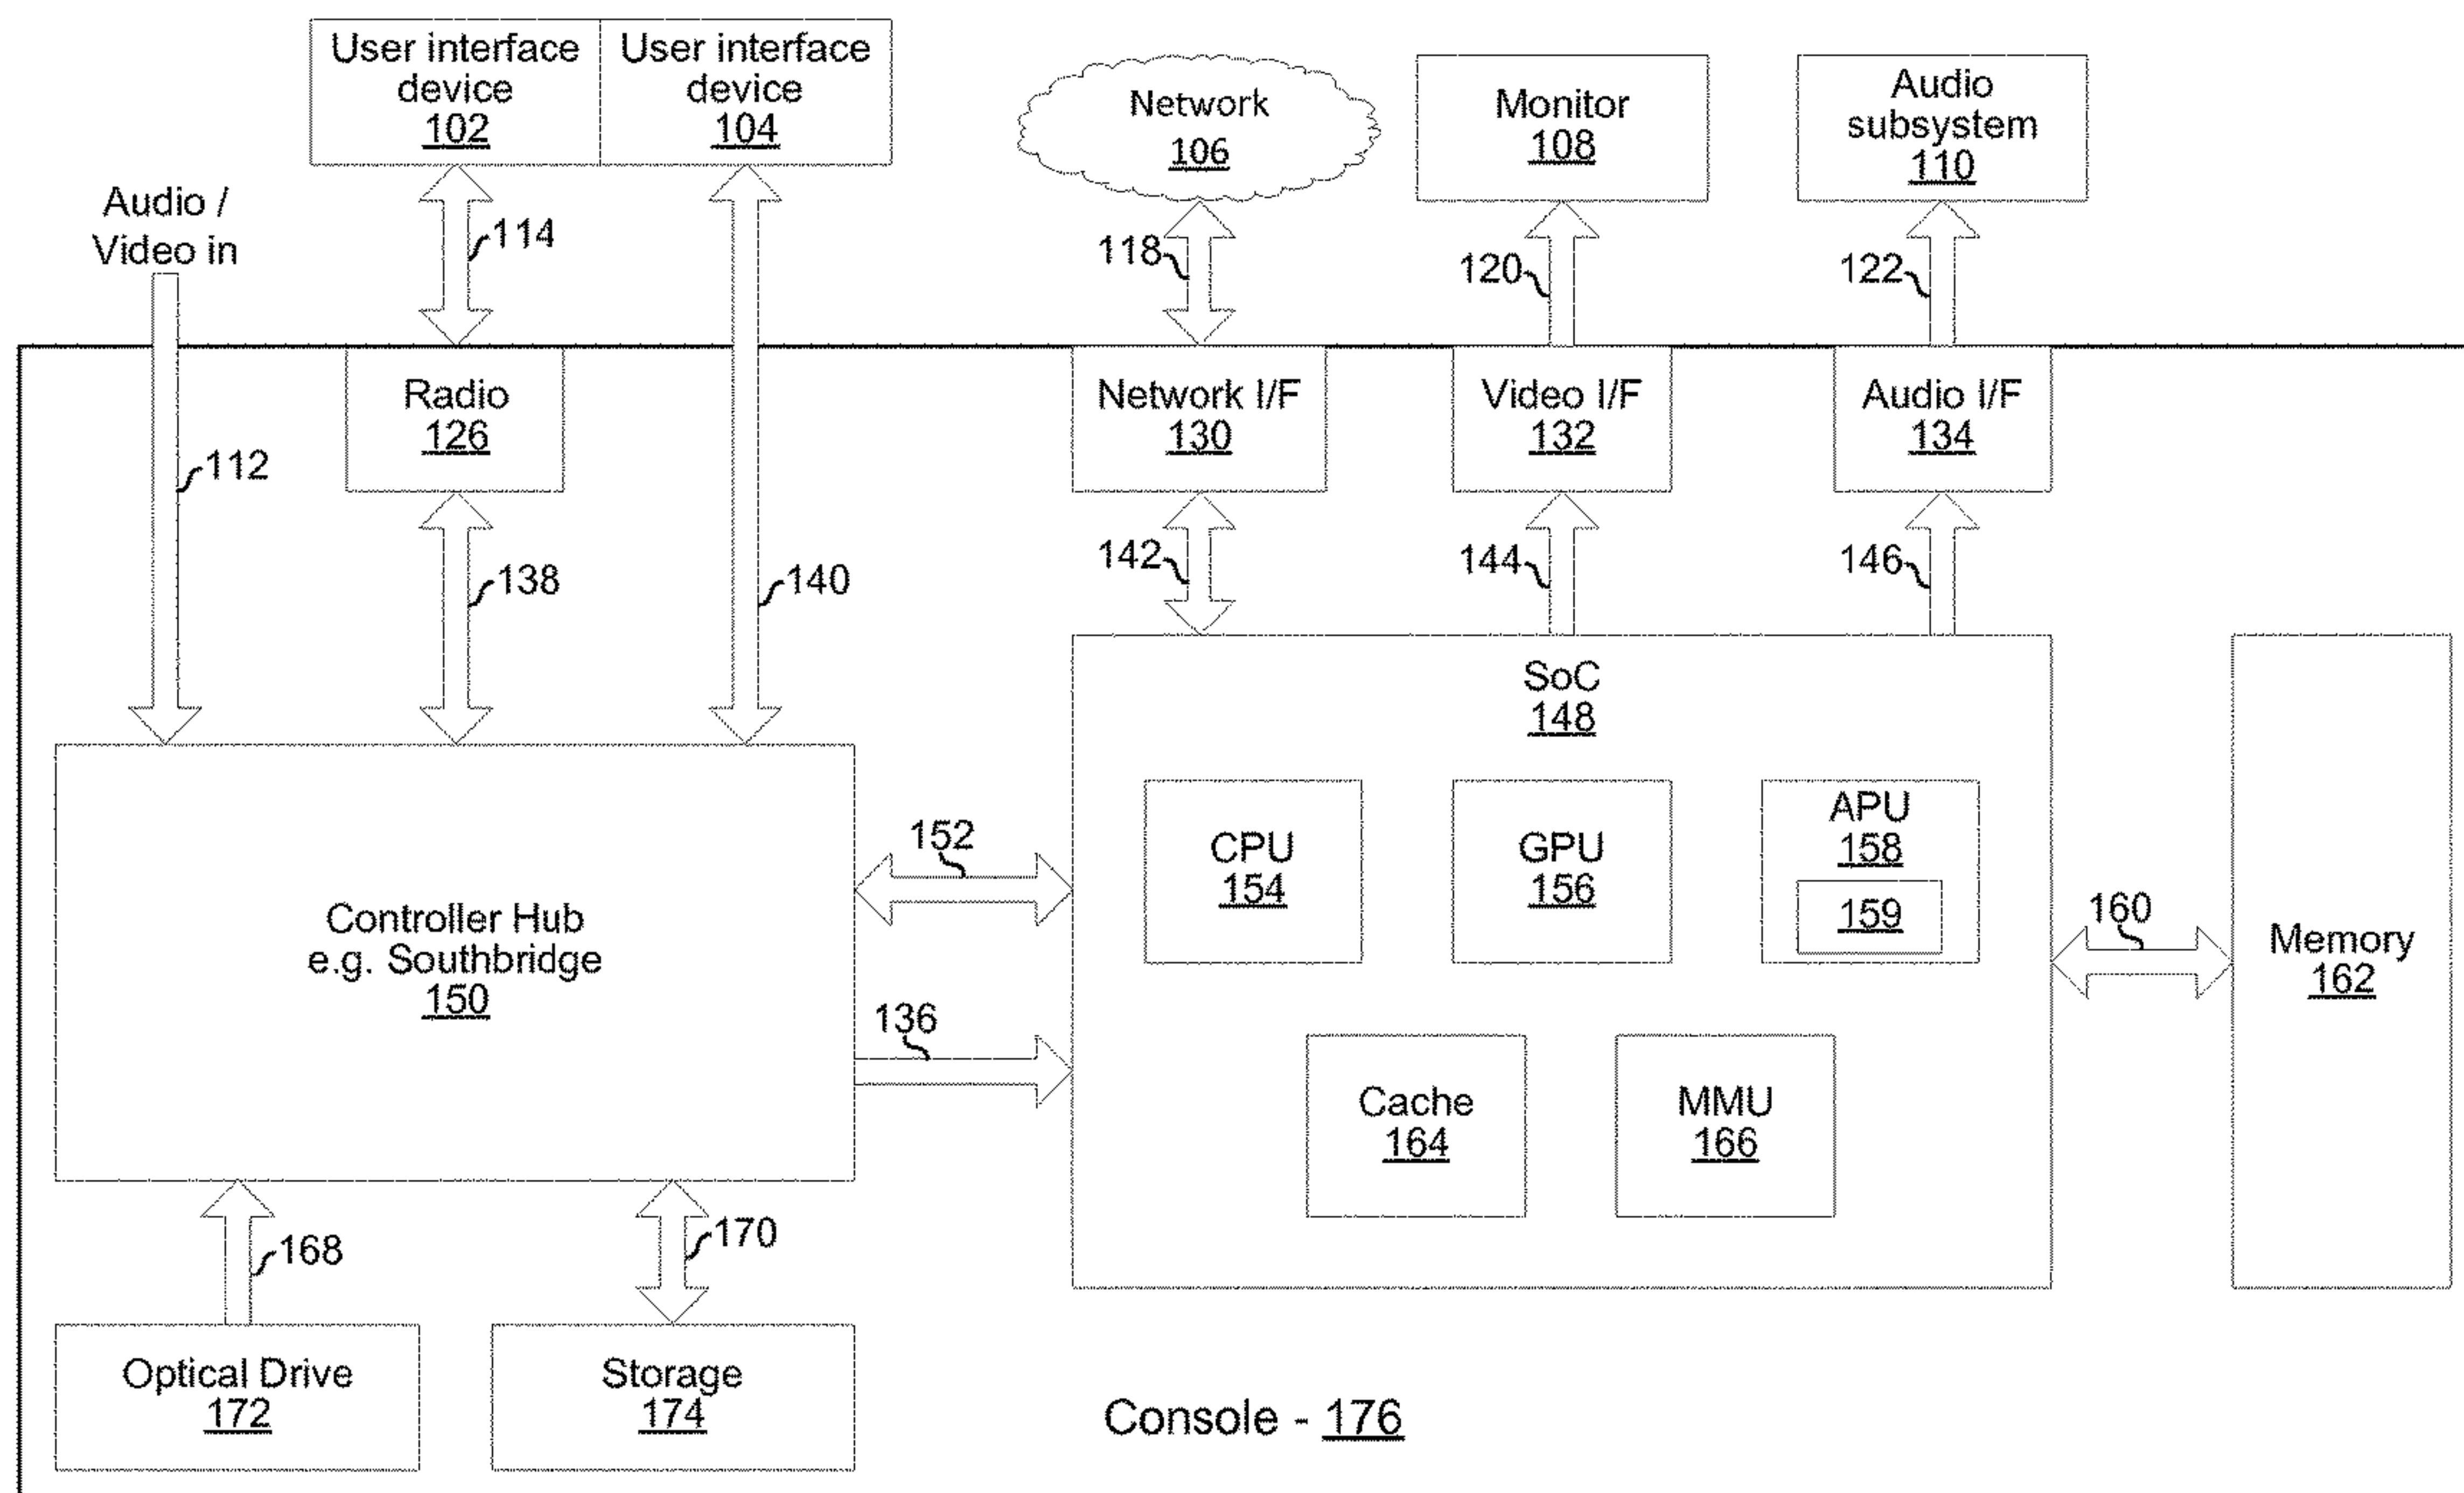 User interface
device
102
User interface
device
104
Network
106
Monitor
108
Audio
subsystem
110
Audio /
Video in
114
118
120
122
Radio
126
Network I/F
130
Video I/F
132
Audio I/F
134
112
138
140
142
144
146
SoC
148
CPU
154
GPU
156
APU
158
159
152
160
Controller Hub
e.g. Southbridge
150
Memory
162
136
Cache
164
MMU
166
168
170
Optical Drive
172
Storage
174
Console - 176